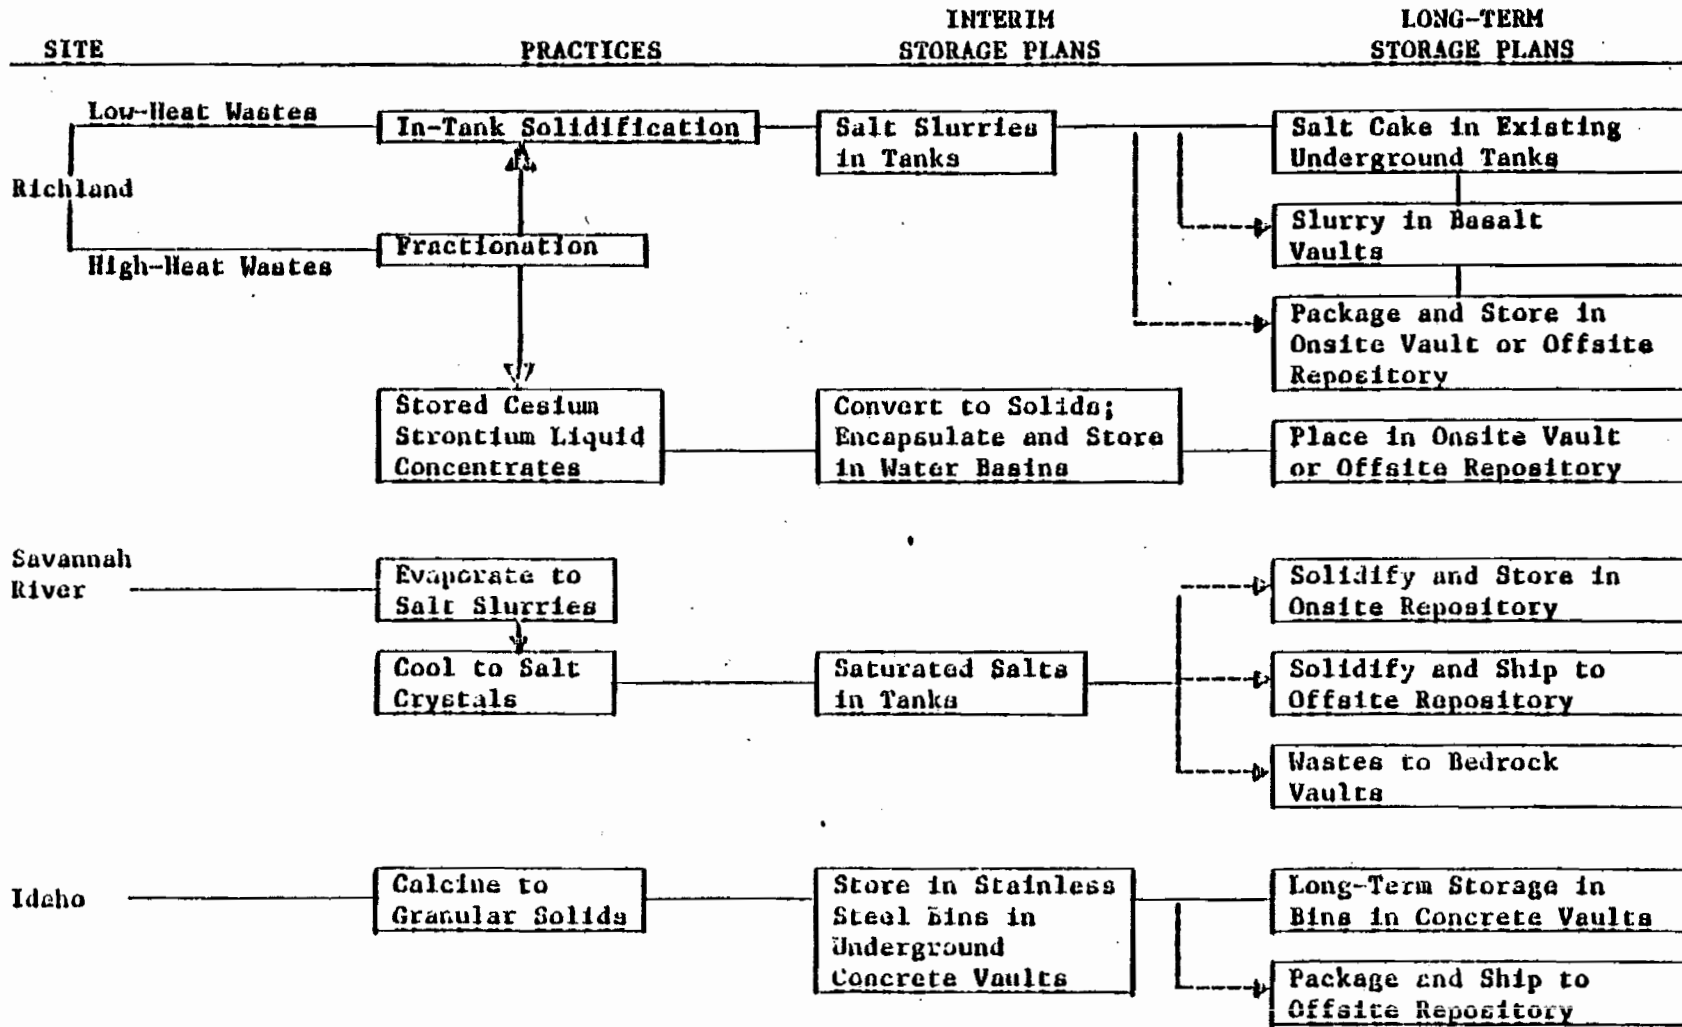 INTERIM LONG-TERM
SITE PRACTICES STORAGE PLANS STORAGE PLANS
Low-Heat Wastes
In-Tank Solidification
Salt Slurries
in Tanks
Salt Cake in Existing
Underground Tanks
Richland
Slurry in Basalt
Vaults
High-Heat Wastes
Fractionation
Package and Store in
Onsite Vault or Offsite
Repository
Stored Cesium
Strontium Liquid
Concentrates
Convert to Solids;
Encapsulate and Store
in Water Basins
Place in Onsite Vault
or Offsite Repository
Savannah
River
Evaporate to
Salt Slurries
Solidify and Store in
Onsite Repository
Cool to Salt
Crystals
Saturated Salts
in Tanks
Solidify and Ship to
Offsite Repository
Wastes to Bedrock
Vaults
Idaho
Calcine to
Granular Solids
Store in Stainless
Steel Bins in
Underground
Concrete Vaults
Long-Term Storage in
Bins in Concrete Vaults
Package and Ship to
Offsite Repository